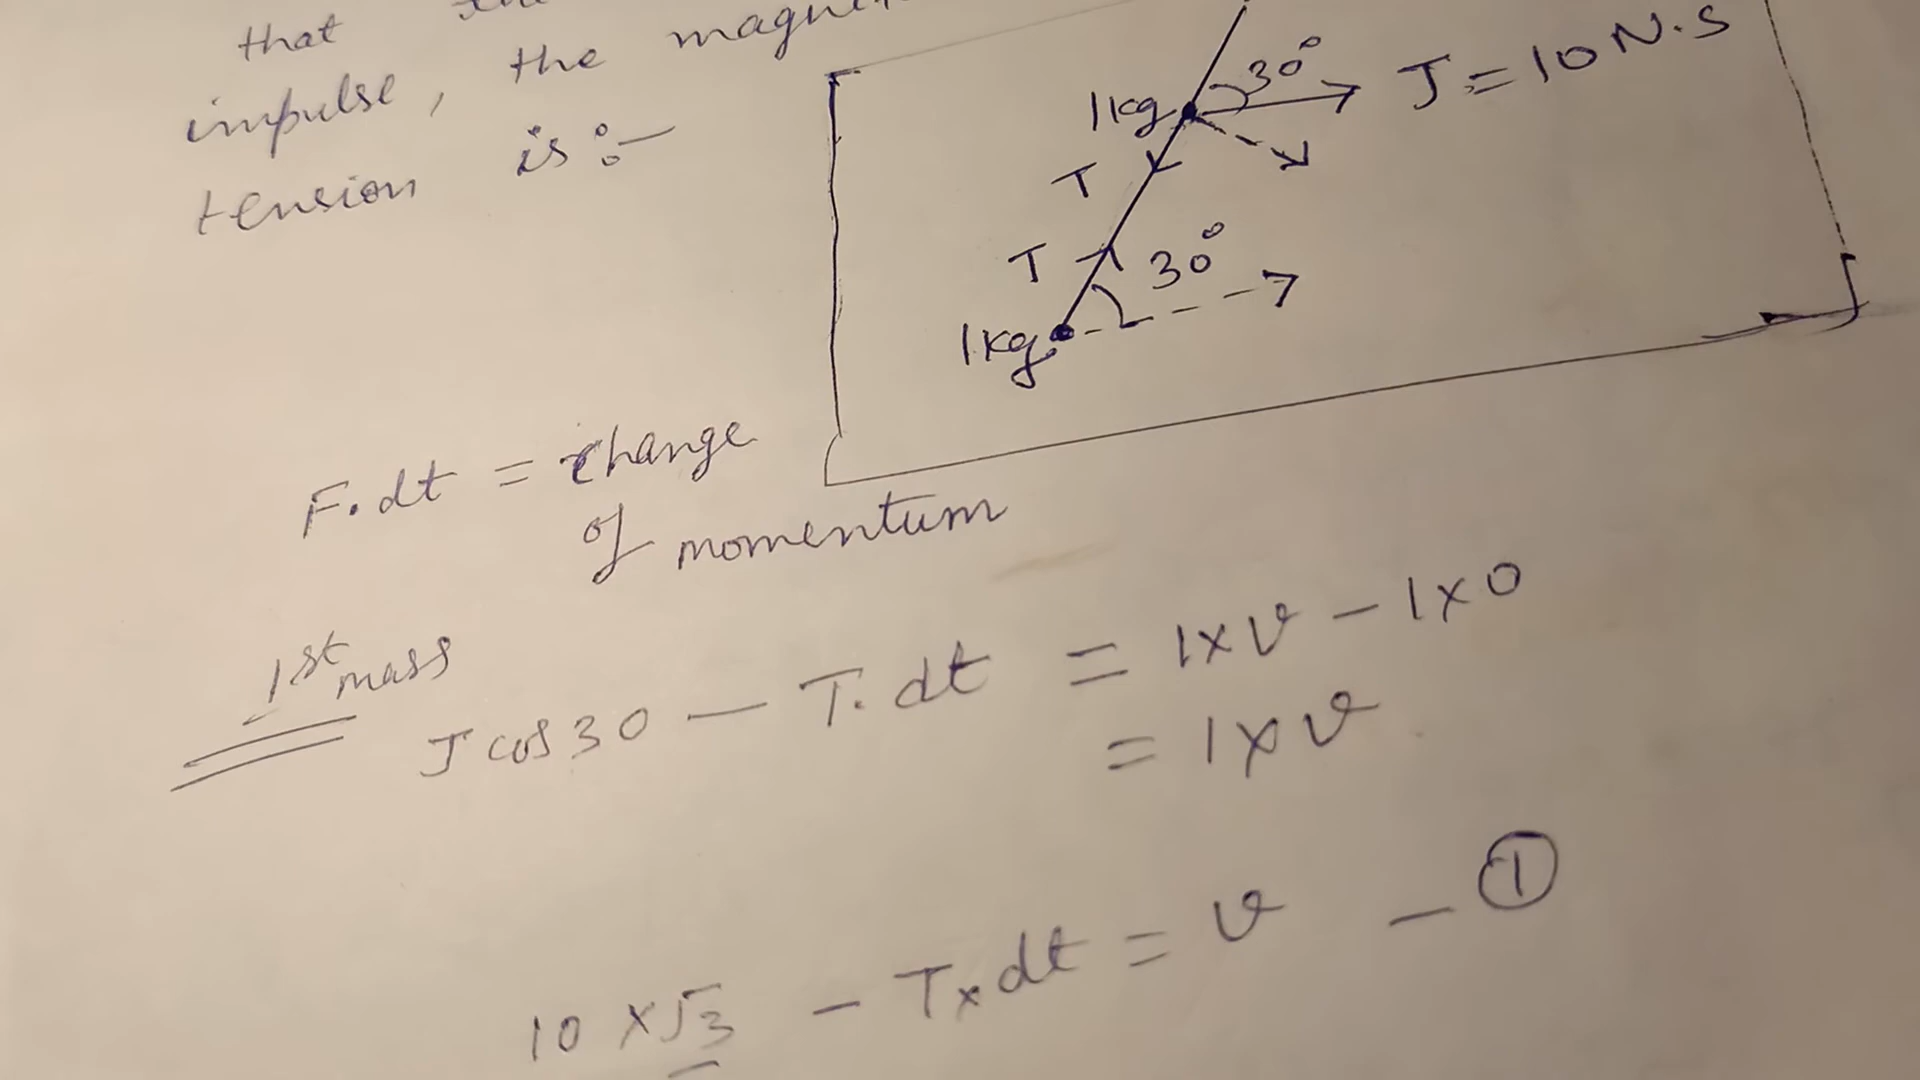 that
impulse, the
tension is :-
1kg 30° J = 10 N.S
T
T 30°
1kg
F.dt = change
of momentum
1st mass
J cos 30 - T.dt = 1×v - 1×0
= 1×v
10 × √3 - T×dt = v - ①